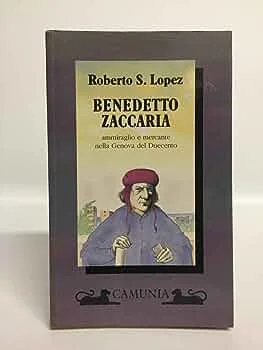 Roberto S. Lopez
BENEDETTO
ZACCARIA
ammiraglio e mercante
nella Genova del Duecento
CAMUNIA